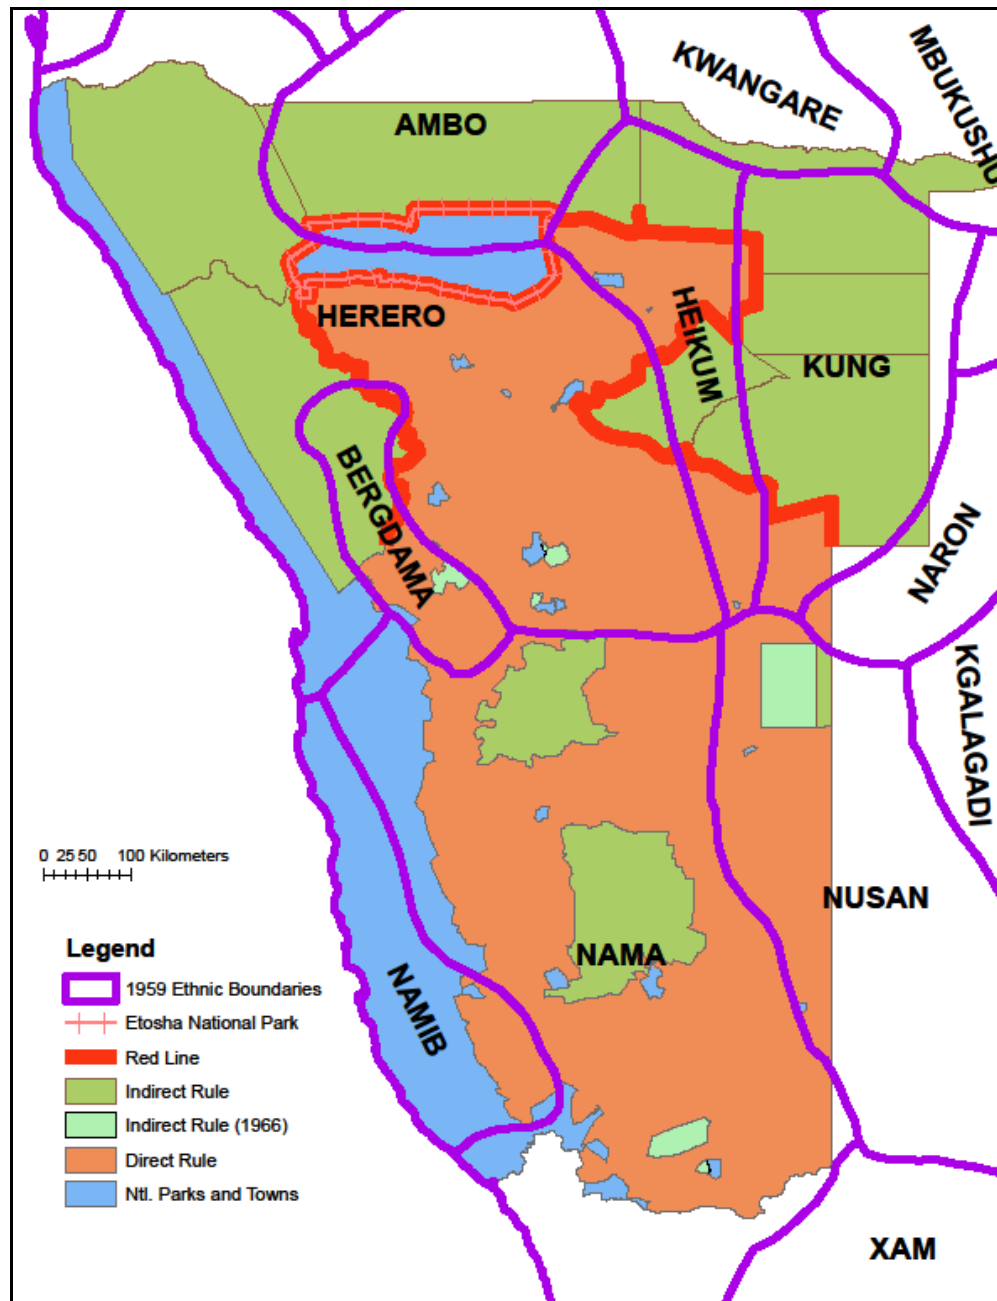 KWANGARE
MBUKUSHU
AMBO
HERERO
HEIKUM
KUNG
BERGDAMA
NARON
KGALAGADI
0 25 50 100 Kilometers
NUSAN
NAMA
NAMIB
Legend
1959 Ethnic Boundaries
Etosha National Park
Red Line
Indirect Rule
Indirect Rule (1966)
Direct Rule
Ntl. Parks and Towns
XAM